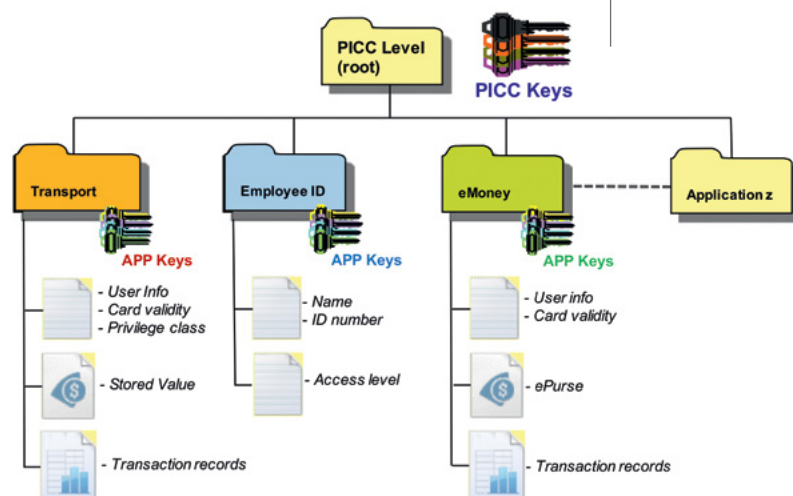 PICC Level
(root)
PICC Keys
Transport
Employee ID
eMoney
Application z
APP Keys
APP Keys
APP Keys
- User Info
- Card validity
- Privilege class
- Name
- ID number
- User info
- Card validity
- Stored Value
- Access level
- ePurse
- Transaction records
- Transaction records